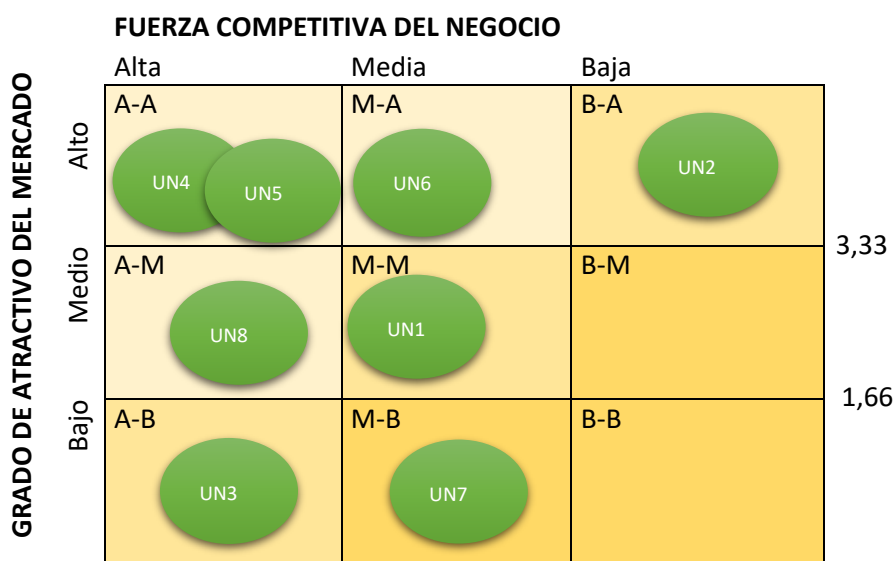 FUERZA COMPETITIVA DEL NEGOCIO
Alta Media Baja
GRADO DE ATRACTIVO DEL MERCADO
Alto
A-A M-A B-A
UN4 UN5 UN6 UN2
3,33
Medio
A-M M-M B-M
UN8 UN1
1,66
Bajo
A-B M-B B-B
UN3 UN7